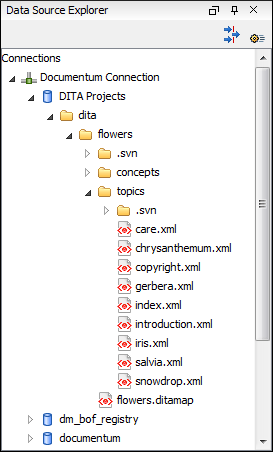 Data Source Explorer
Connections
Documentum Connection
DITA Projects
dita
flowers
.svn
concepts
topics
.svn
care.xml
chrysanthemum.xml
copyright.xml
gerbera.xml
index.xml
introduction.xml
iris.xml
salvia.xml
snowdrop.xml
flowers.ditamap
dm_bof_registry
documentum